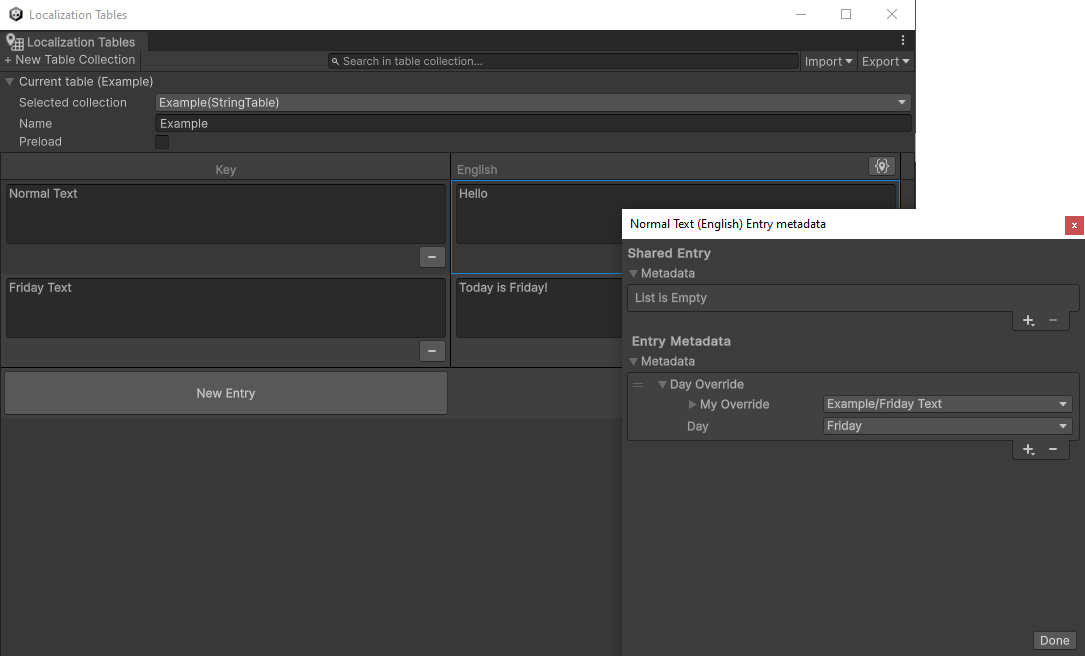 Localization Tables
Localization Tables
+ New Table Collection
Search in table collection...
Import
Export
Current table (Example)
Selected collection
Example(StringTable)
Name
Example
Preload
Key
English
Normal Text
Hello
Friday Text
Today is Friday!
New Entry
Normal Text (English) Entry metadata
x
Shared Entry
Metadata
List is Empty
Entry Metadata
Metadata
Day Override
My Override
Example/Friday Text
Day
Friday
Done